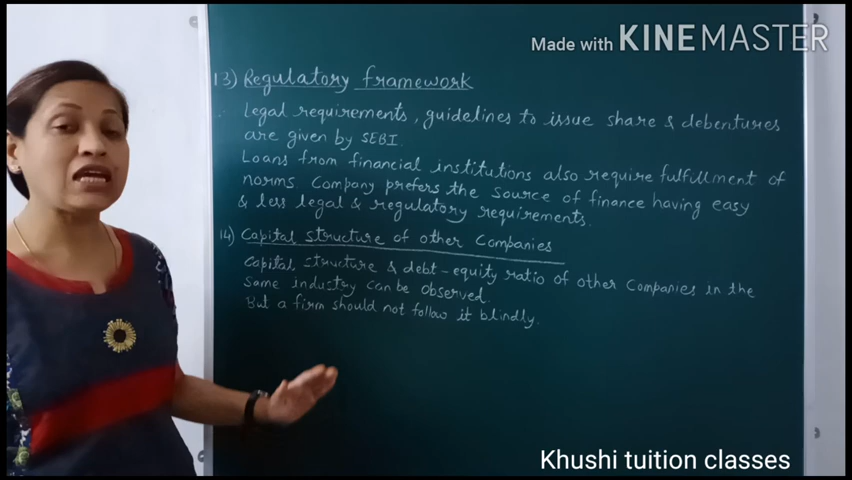 Made with KINEMASTER
13) Regulatory framework
Legal requirements, guidelines to issue share & debentures
are given by SEBI.
Loans from financial institutions also require fulfillment of
norms. Company prefers the source of finance having easy
& less legal & regulatory requirements.
14) Capital structure of other Companies
Capital structure & debt-equity ratio of other Companies in the
same industry can be observed.
But a firm should not follow it blindly.
Khushi tuition classes